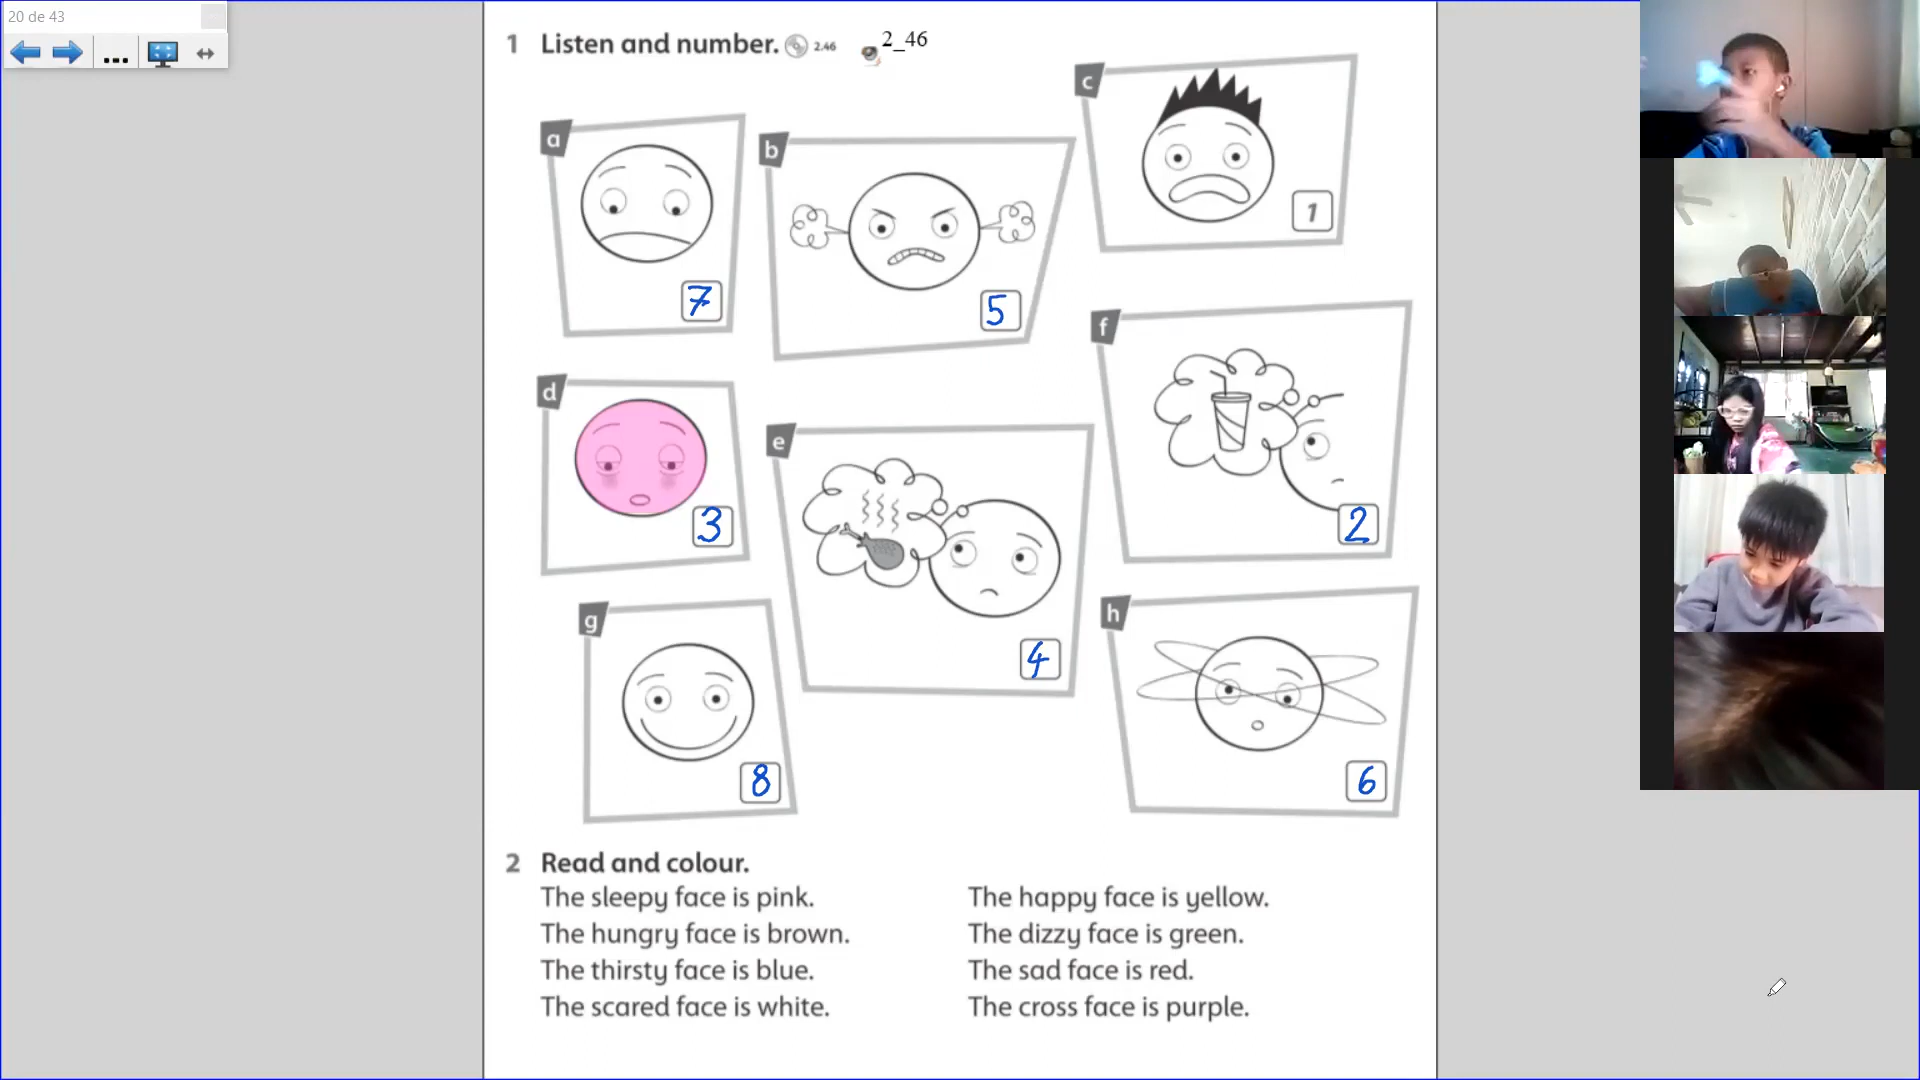 20 de 43
...
1 Listen and number. 2.46 2_46
a
7
b
5
c
1
d
3
e
4
f
2
g
8
h
6
2 Read and colour.
The sleepy face is pink.
The hungry face is brown.
The thirsty face is blue.
The scared face is white.
The happy face is yellow.
The dizzy face is green.
The sad face is red.
The cross face is purple.